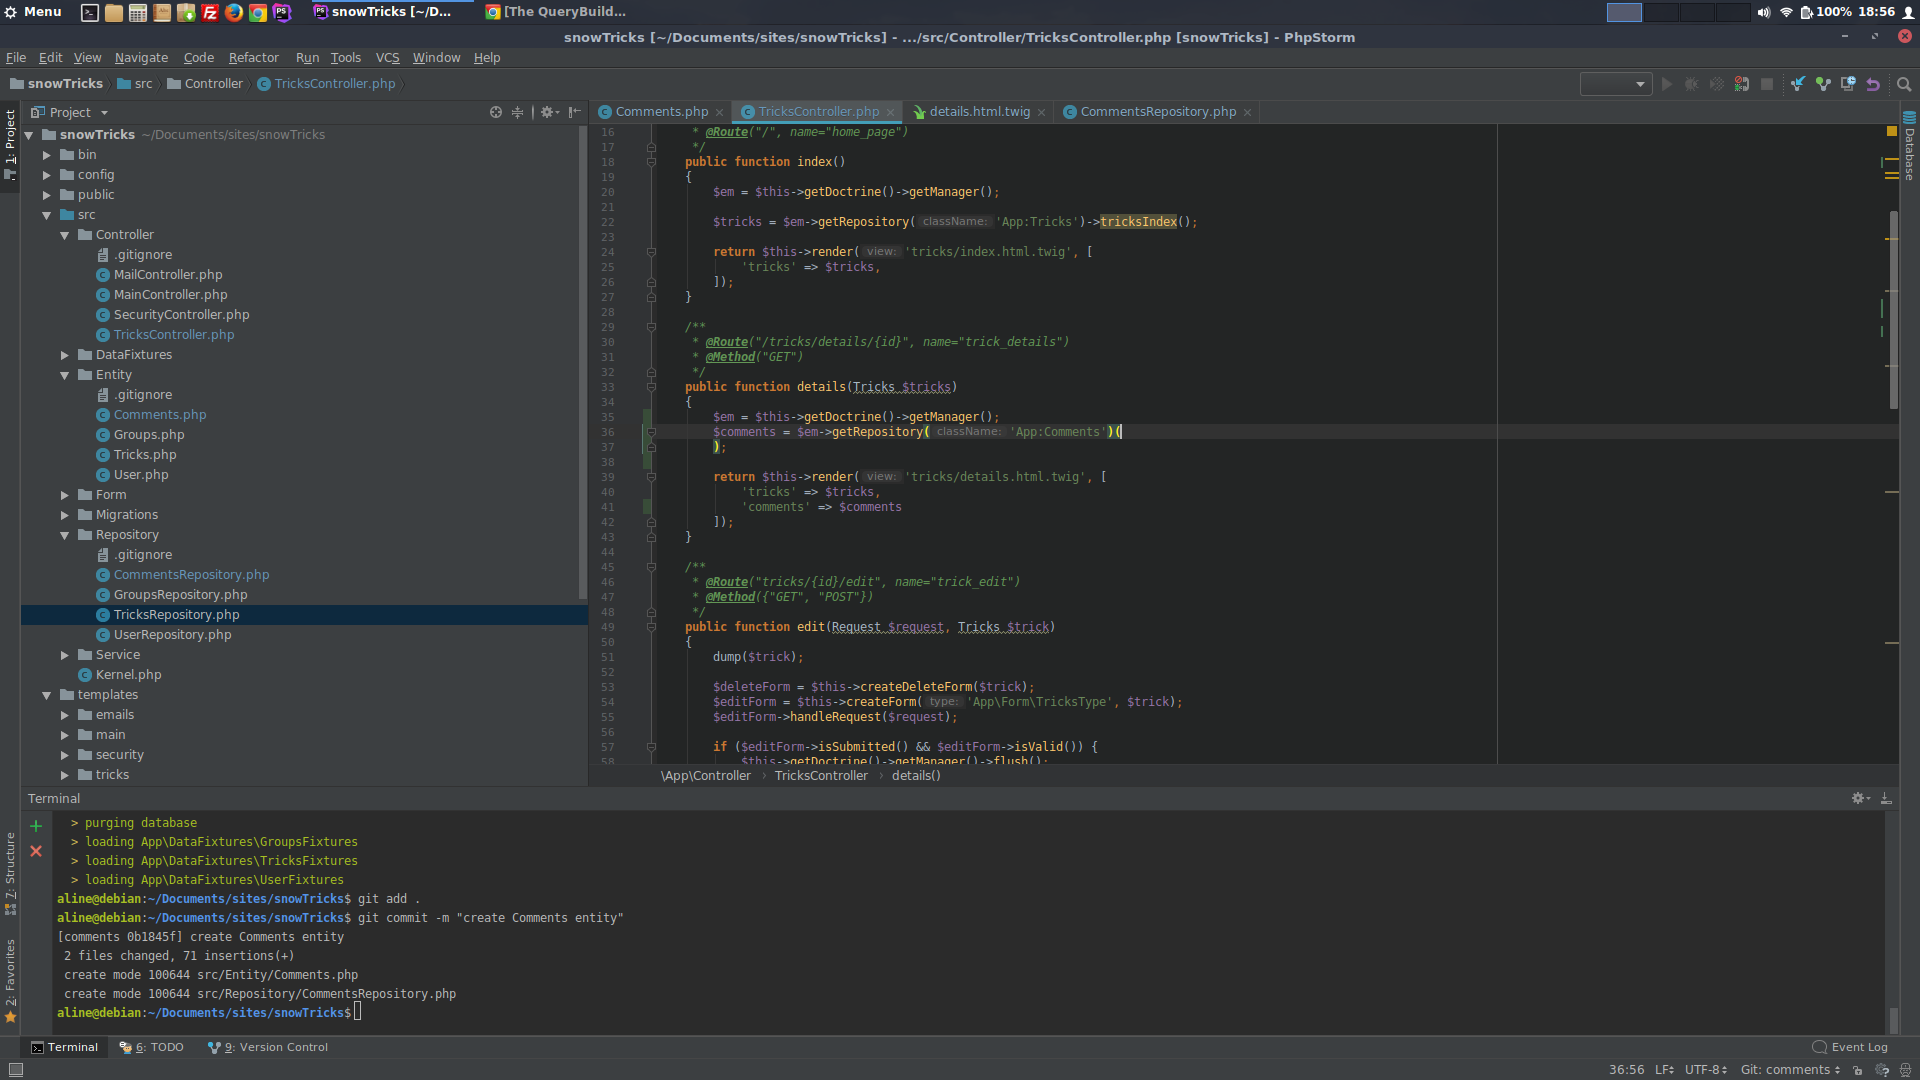 Menu snowTricks [~/D... [The QueryBuild... 100% 18:56
snowTricks [~/Documents/sites/snowTricks] - .../src/Controller/TricksController.php [snowTricks] - PhpStorm
File Edit View Navigate Code Refactor Run Tools VCS Window Help
snowTricks src Controller TricksController.php
Project
Comments.php TricksController.php details.html.twig CommentsRepository.php
1: Project
7: Structure
2: Favorites
Database
snowTricks ~/Documents/sites/snowTricks
bin
config
public
src
Controller
.gitignore
MailController.php
MainController.php
SecurityController.php
TricksController.php
DataFixtures
Entity
.gitignore
Comments.php
Groups.php
Tricks.php
User.php
Form
Migrations
Repository
.gitignore
CommentsRepository.php
GroupsRepository.php
TricksRepository.php
UserRepository.php
Service
Kernel.php
templates
emails
main
security
tricks
16 * @Route("/", name="home_page")
17 */
18 public function index()
19 {
20 $em = $this->getDoctrine()->getManager();
21
22 $tricks = $em->getRepository( className: 'App:Tricks')->tricksIndex();
23
24 return $this->render( view: 'tricks/index.html.twig', [
25 'tricks' => $tricks,
26 ]);
27 }
28
29 /**
30 * @Route("/tricks/details/{id}", name="trick_details")
31 * @Method("GET")
32 */
33 public function details(Tricks $tricks)
34 {
35 $em = $this->getDoctrine()->getManager();
36 $comments = $em->getRepository( className: 'App:Comments')(
37 );
38
39 return $this->render( view: 'tricks/details.html.twig', [
40 'tricks' => $tricks,
41 'comments' => $comments
42 ]);
43 }
44
45 /**
46 * @Route("tricks/{id}/edit", name="trick_edit")
47 * @Method({"GET", "POST"})
48 */
49 public function edit(Request $request, Tricks $trick)
50 {
51 dump($trick);
52
53 $deleteForm = $this->createDeleteForm($trick);
54 $editForm = $this->createForm( type: 'App\Form\TricksType', $trick);
55 $editForm->handleRequest($request);
56
57 if ($editForm->isSubmitted() && $editForm->isValid()) {
58 $this->getDoctrine()->getManager()->flush();
\App\Controller TricksController details()
Terminal
> purging database
> loading App\DataFixtures\GroupsFixtures
> loading App\DataFixtures\TricksFixtures
> loading App\DataFixtures\UserFixtures
aline@debian:~/Documents/sites/snowTricks$ git add .
aline@debian:~/Documents/sites/snowTricks$ git commit -m "create Comments entity"
[comments 0b1845f] create Comments entity
2 files changed, 71 insertions(+)
create mode 100644 src/Entity/Comments.php
create mode 100644 src/Repository/CommentsRepository.php
aline@debian:~/Documents/sites/snowTricks$
Terminal 6: TODO 9: Version Control Event Log
36:56 LF UTF-8 Git: comments